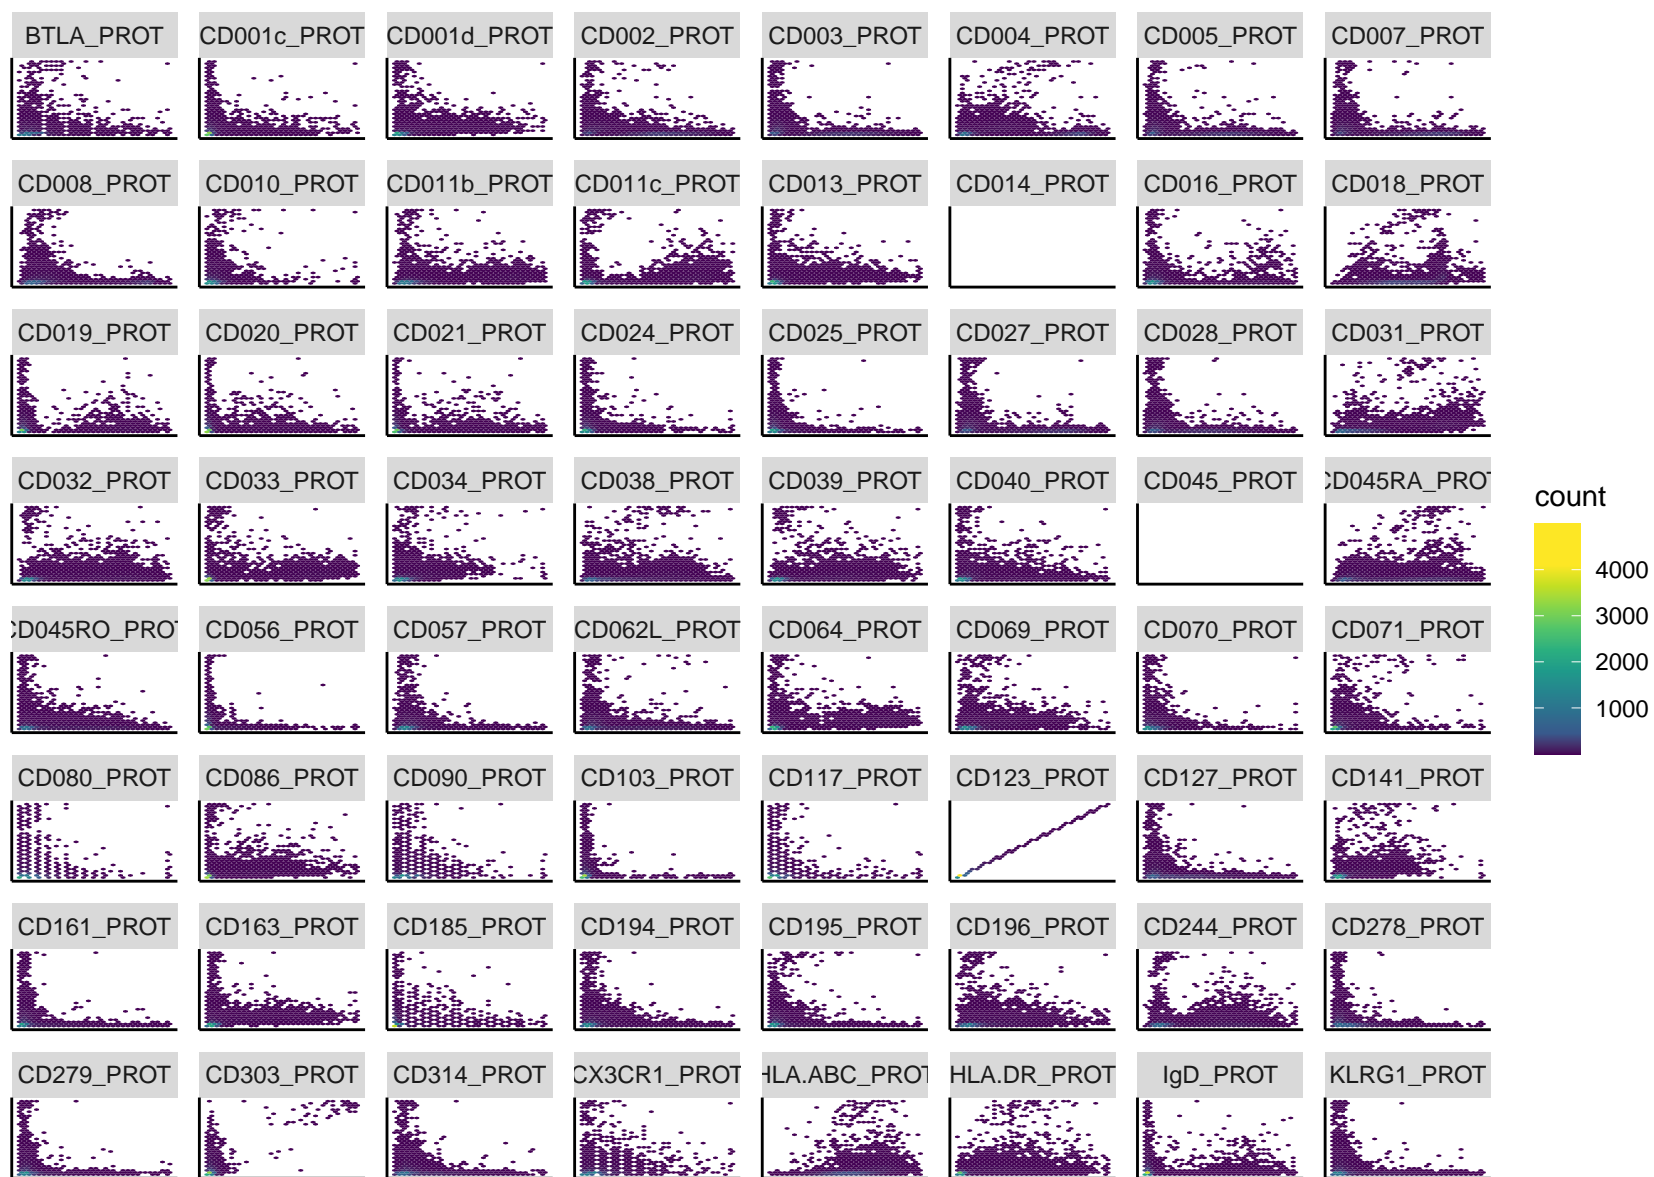 BTLA_PROT CD001c_PROT CD001d_PROT CD002_PROT CD003_PROT CD004_PROT CD005_PROT CD007_PROT
CD008_PROT CD010_PROT CD011b_PROT CD011c_PROT CD013_PROT CD014_PROT CD016_PROT CD018_PROT
CD019_PROT CD020_PROT CD021_PROT CD024_PROT CD025_PROT CD027_PROT CD028_PROT CD031_PROT
CD032_PROT CD033_PROT CD034_PROT CD038_PROT CD039_PROT CD040_PROT CD045_PROT CD045RA_PROT
CD045RO_PROT CD056_PROT CD057_PROT CD062L_PROT CD064_PROT CD069_PROT CD070_PROT CD071_PROT
CD080_PROT CD086_PROT CD090_PROT CD103_PROT CD117_PROT CD123_PROT CD127_PROT CD141_PROT
CD161_PROT CD163_PROT CD185_PROT CD194_PROT CD195_PROT CD196_PROT CD244_PROT CD278_PROT
CD279_PROT CD303_PROT CD314_PROT CX3CR1_PROT HLA.ABC_PROT HLA.DR_PROT IgD_PROT KLRG1_PROT
count
4000
3000
2000
1000